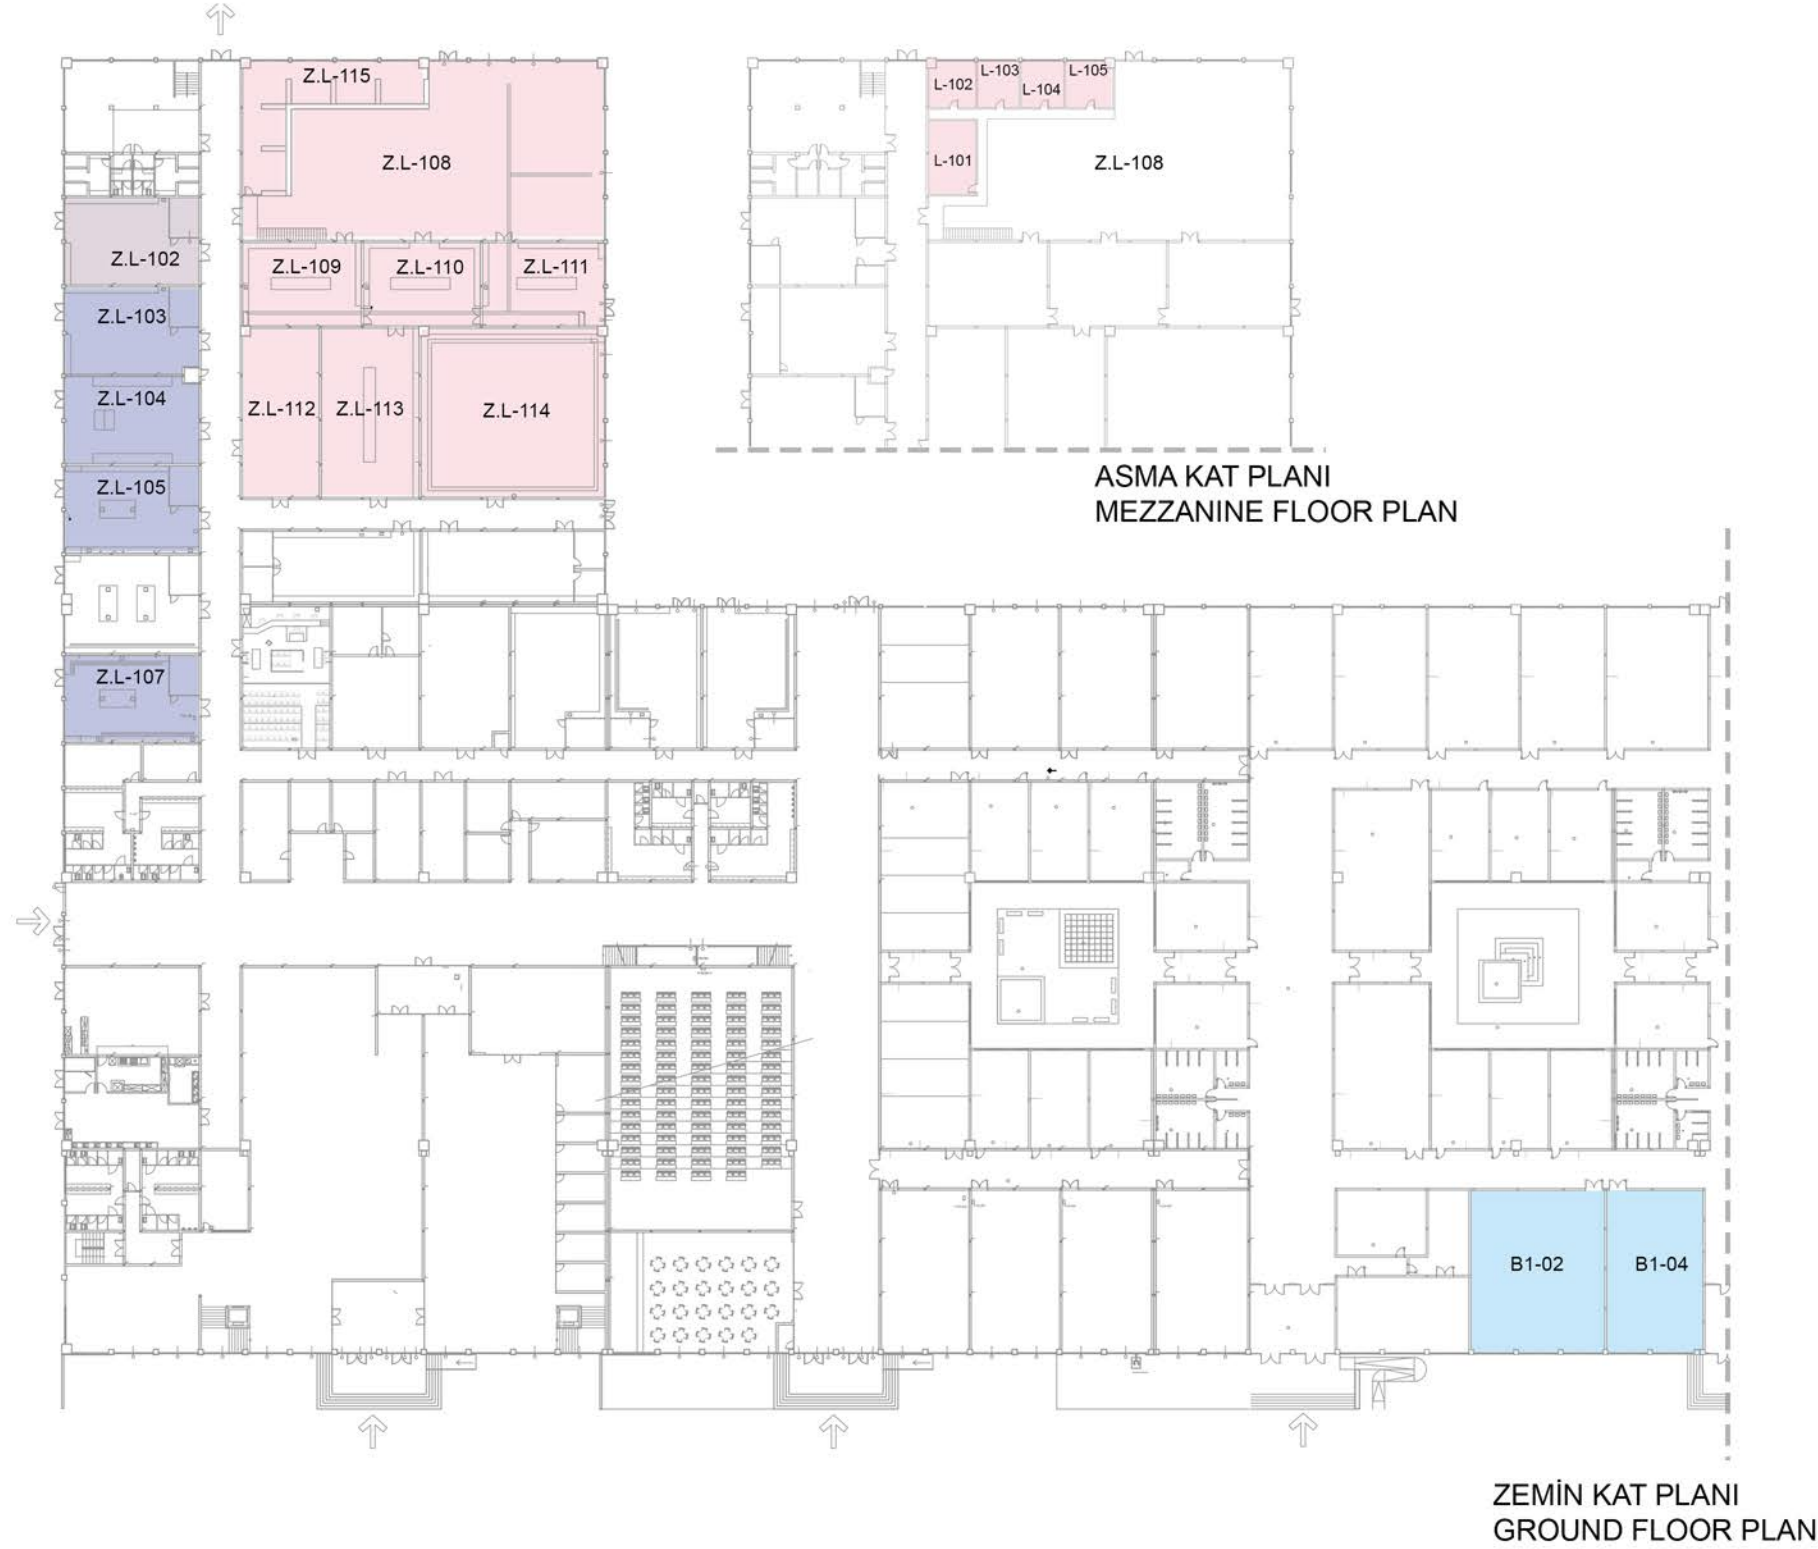 Z.L-115
Z.L-108
Z.L-102
Z.L-109
Z.L-110
Z.L-111
Z.L-103
Z.L-104
Z.L-112
Z.L-113
Z.L-114
Z.L-105
Z.L-107
L-102
L-103
L-104
L-105
L-101
Z.L-108
ASMA KAT PLANI
MEZZANINE FLOOR PLAN
B1-02
B1-04
ZEMİN KAT PLANI
GROUND FLOOR PLAN